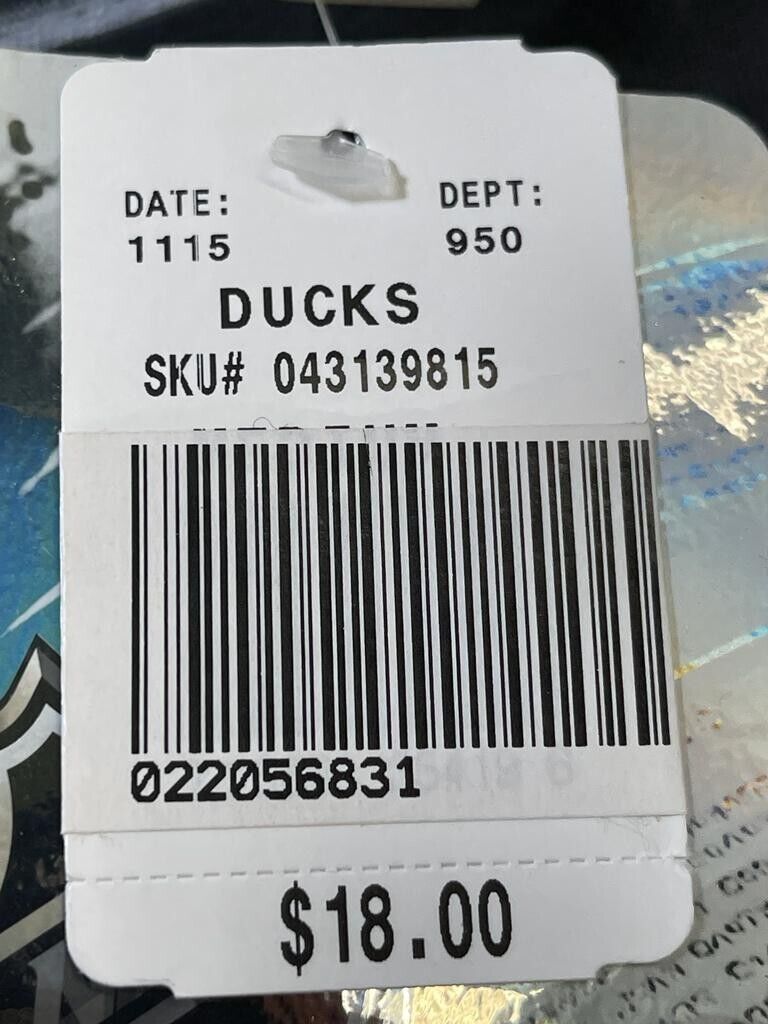 DATE: DEPT:
1115 950
DUCKS
SKU# 043139815
022056831
$18.00